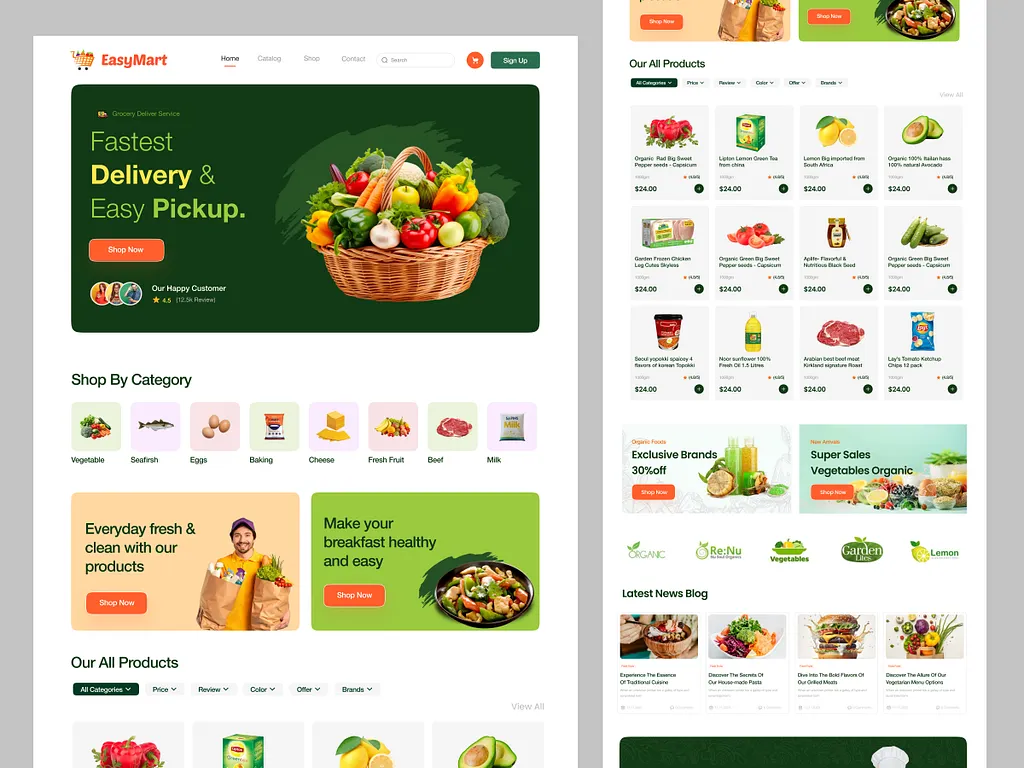 EasyMart
Home
Catalog
Shop
Contact
Search
Sign Up
Grocery Deliver Service
Fastest
Delivery &
Easy Pickup.
Shop Now
Our Happy Customer
4.5 (12.5k Review)
Shop By Category
Vegetable
Seafirsh
Eggs
Baking
Cheese
Fresh Fruit
Beef
Milk
Everyday fresh &
clean with our
products
Shop Now
Make your
breakfast healthy
and easy
Shop Now
Our All Products
All Categories
Price
Review
Color
Offer
Brands
View All
Shop Now
Shop Now
Our All Products
All Categories
Price
Review
Color
Offer
Brands
View All
Organic Rad Big Sweet
Pepper seeds - Capsicum
$24.00
Lipton Lemon Green Tea
from china
$24.00
Lemon Big imported from
South Africa
$24.00
Organic 100% Italian hass
100% natural Avocado
$24.00
Garden Frozen Chicken
Leg Cutes Skyless
$24.00
Organic Green Big Sweet
Pepper seeds - Capsicum
$24.00
Apilife- Flavorful &
Nutritious Black Seed
$24.00
Organic Green Big Sweet
Pepper seeds - Capsicum
$24.00
Seoul yopokki spaicey 4
flavors of korean Topokki
$24.00
Noor sunflower 100%
Fresh Oil 1.5 Litres
$24.00
Arabian best beef meat
Kirkland signature Roast
$24.00
Lay's Tomato Ketchup
Chips 12 pack
$24.00
Organic Foods
Exclusive Brands
30%off
Shop Now
New Arrivals
Super Sales
Vegetables Organic
Shop Now
ORGANIC
Re:Nu
Vegetables
Garden
Lites
Lemon
Latest News Blog
Experience The Essence
Of Traditional Cuisine
Discover The Secrets Of
Our House-made Pasta
Dive Into The Bold Flavors Of
Our Grilled Meats
Discover The Allure Of Our
Vegetarian Menu Options